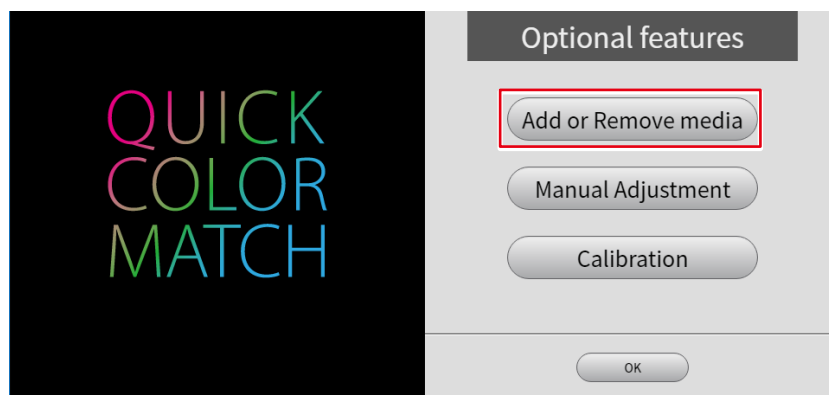 QUICK
COLOR
MATCH
Optional features
Add or Remove media
Manual Adjustment
Calibration
OK